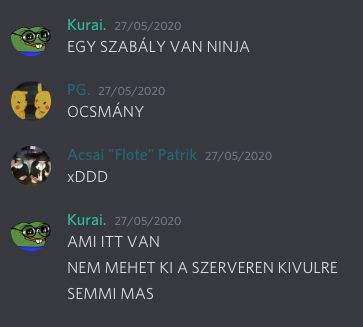 Kurai. 27/05/2020
EGY SZABÁLY VAN NINJA
PG. 27/05/2020
OCSMÁNY
Acsai "Flote" Patrik 27/05/2020
xDDD
Kurai. 27/05/2020
AMI ITT VAN
NEM MEHET KI A SZERVEREN KIVULRE
SEMMI MAS